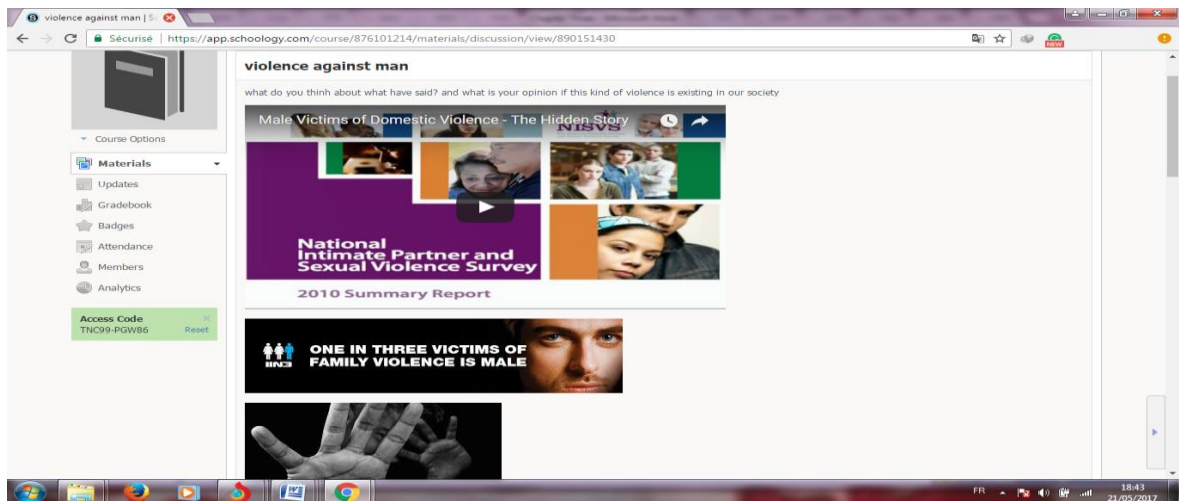 violence against man | S
Sécurisé
https://app.schoology.com/course/876101214/materials/discussion/view/890151430
NEW
violence against man
what do you thinh about what have said? and what is your opinion if this kind of violence is existing in our society
Male Victims of Domestic Violence - The Hidden Story
NISVS
National
Intimate Partner and
Sexual Violence Survey
2010 Summary Report
1IN3
ONE IN THREE VICTIMS OF
FAMILY VIOLENCE IS MALE
Course Options
Materials
Updates
Gradebook
Badges
Attendance
Members
Analytics
Access Code
TNC99-PGW86
Reset
FR
18:43
21/05/2017